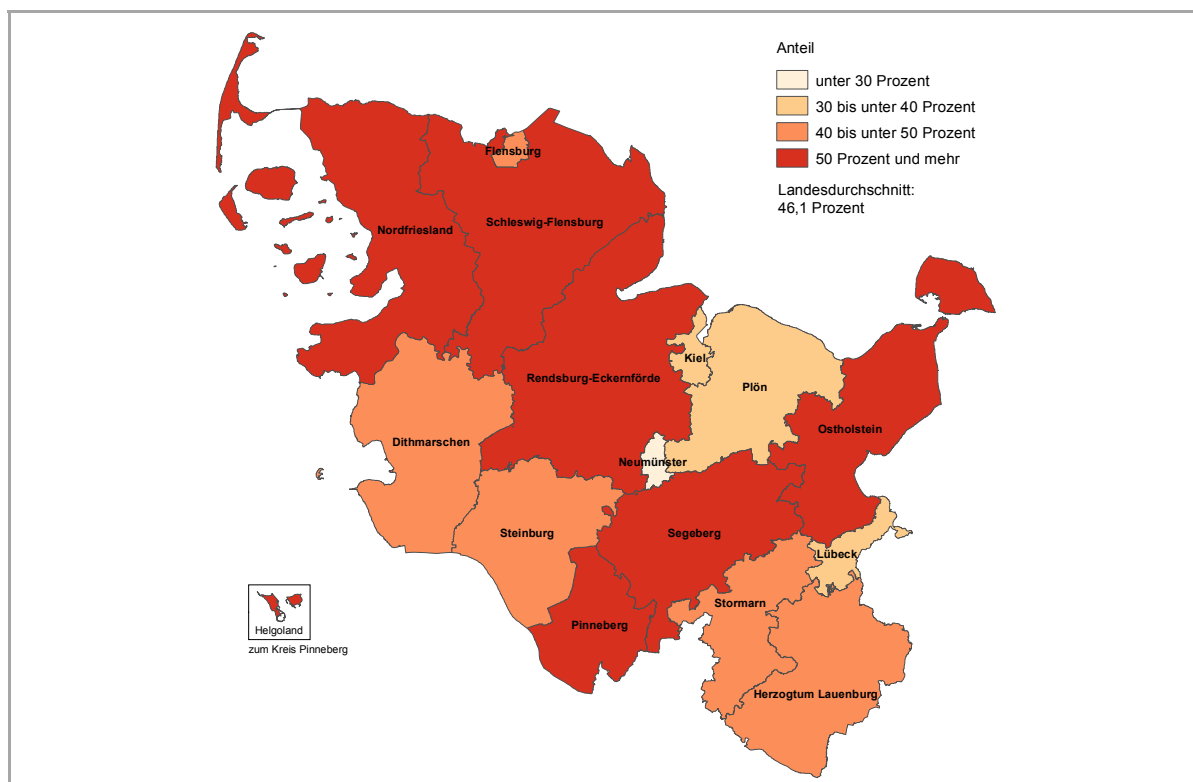 Anteil
unter 30 Prozent
30 bis unter 40 Prozent
40 bis unter 50 Prozent
50 Prozent und mehr
Landesdurchschnitt:
46,1 Prozent
Flensburg
Nordfriesland
Schleswig-Flensburg
Kiel
Rendsburg-Eckernförde
Plön
Ostholstein
Dithmarschen
Neumünster
Steinburg
Segeberg
Lübeck
Stormarn
Pinneberg
Helgoland
zum Kreis Pinneberg
Herzogtum Lauenburg